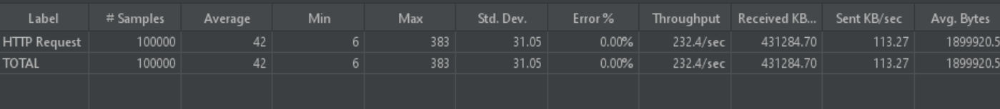 Label # Samples Average Min Max Std. Dev. Error % Throughput Received KB... Sent KB/sec Avg. Bytes
HTTP Request 100000 42 6 383 31.05 0.00% 232.4/sec 431284.70 113.27 1899920.5
TOTAL 100000 42 6 383 31.05 0.00% 232.4/sec 431284.70 113.27 1899920.5